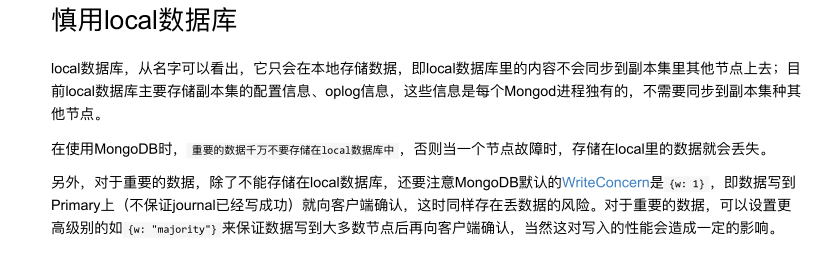 慎用local数据库
local数据库，从名字可以看出，它只会在本地存储数据，即local数据库里的内容不会同步到副本集里其他节点上去；目
前local数据库主要存储副本集的配置信息、oplog信息，这些信息是每个Mongod进程独有的，不需要同步到副本集种其
他节点。
在使用MongoDB时， 重要的数据千万不要存储在local数据库中 ，否则当一个节点故障时，存储在local里的数据就会丢失。
另外，对于重要的数据，除了不能存储在local数据库，还要注意MongoDB默认的WriteConcern是 {w: 1} ，即数据写到
Primary上（不保证journal已经写成功）就向客户端确认，这时同样存在丢数据的风险。对于重要的数据，可以设置更
高级别的如 {w: "majority"} 来保证数据写到大多数节点后再向客户端确认，当然这对写入的性能会造成一定的影响。